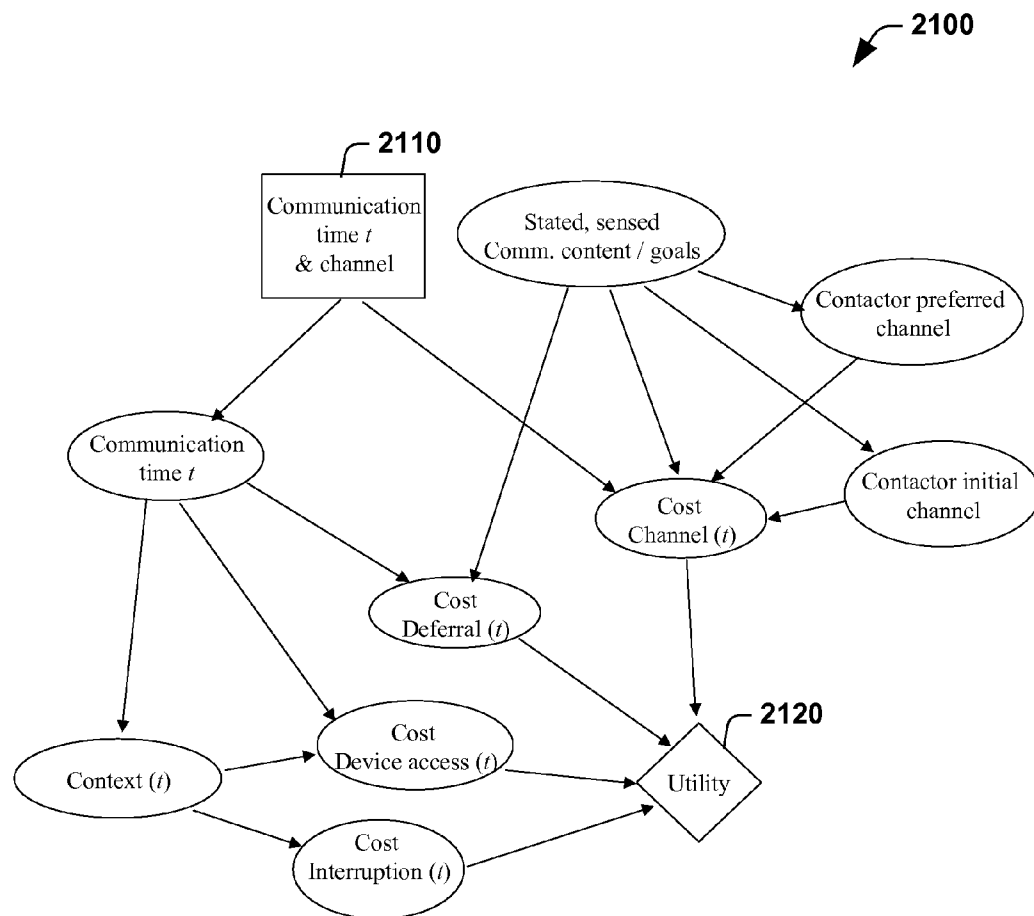 2100
2110
Communication
time t
& channel
Stated, sensed
Comm. content / goals
Contactor preferred
channel
Communication
time t
Contactor initial
channel
Cost
Channel (t)
Cost
Deferral (t)
2120
Cost
Device access (t)
Context (t)
Utility
Cost
Interruption (t)